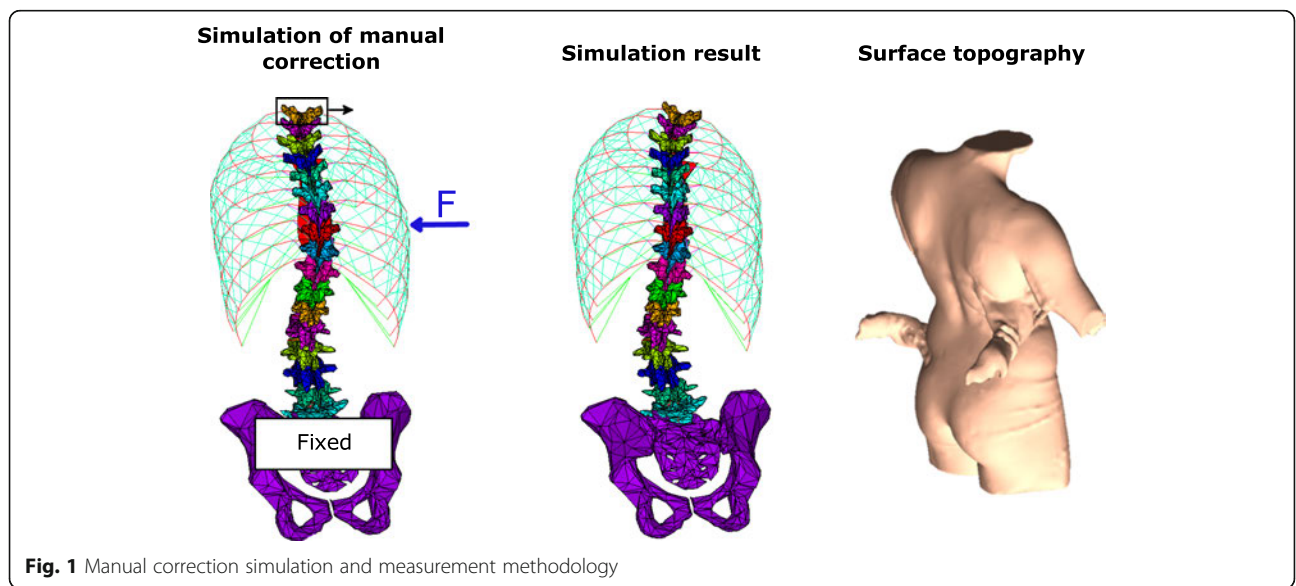 Simulation of manual
correction
Simulation result
Surface topography
F
Fixed
Fig. 1 Manual correction simulation and measurement methodology